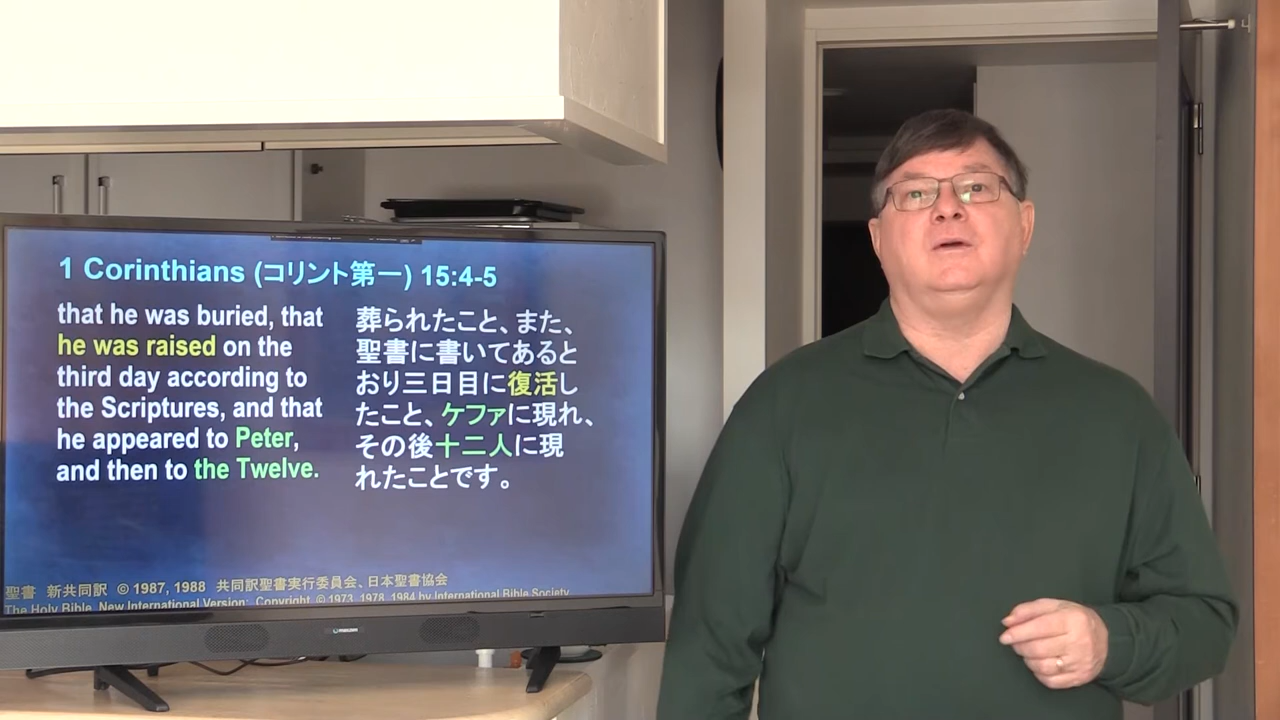 1 Corinthians (コリント第一) 15:4-5
that he was buried, that
he was raised on the
third day according to
the Scriptures, and that
he appeared to Peter,
and then to the Twelve.
葬られたこと、また、
聖書に書いてあると
おり三日目に復活し
たこと、ケファに現れ、
その後十二人に現
れたことです。
聖書 新共同訳 © 1987, 1988 共同訳聖書実行委員会、日本聖書協会
The Holy Bible, New International Version: Copyright © 1973, 1978, 1984 by International Bible Society